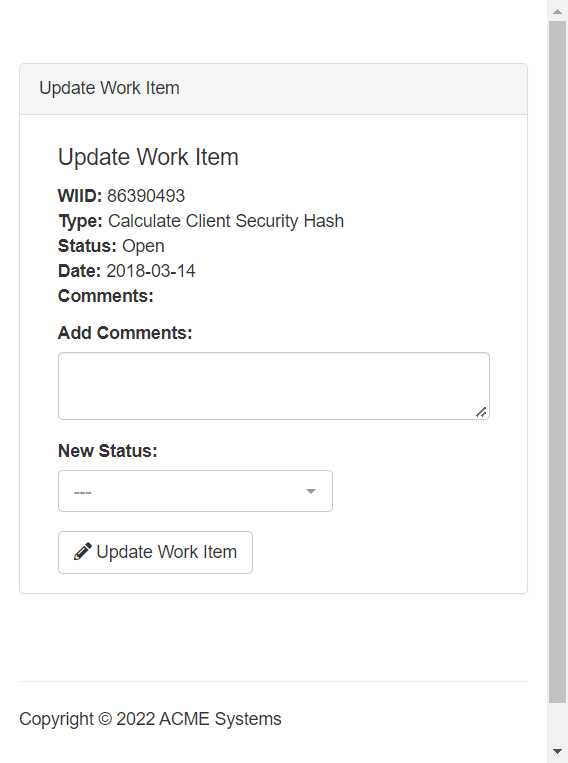 Update Work Item
Update Work Item
WIID: 86390493
Type: Calculate Client Security Hash
Status: Open
Date: 2018-03-14
Comments:
Add Comments:
New Status:
---
Update Work Item
Copyright © 2022 ACME Systems